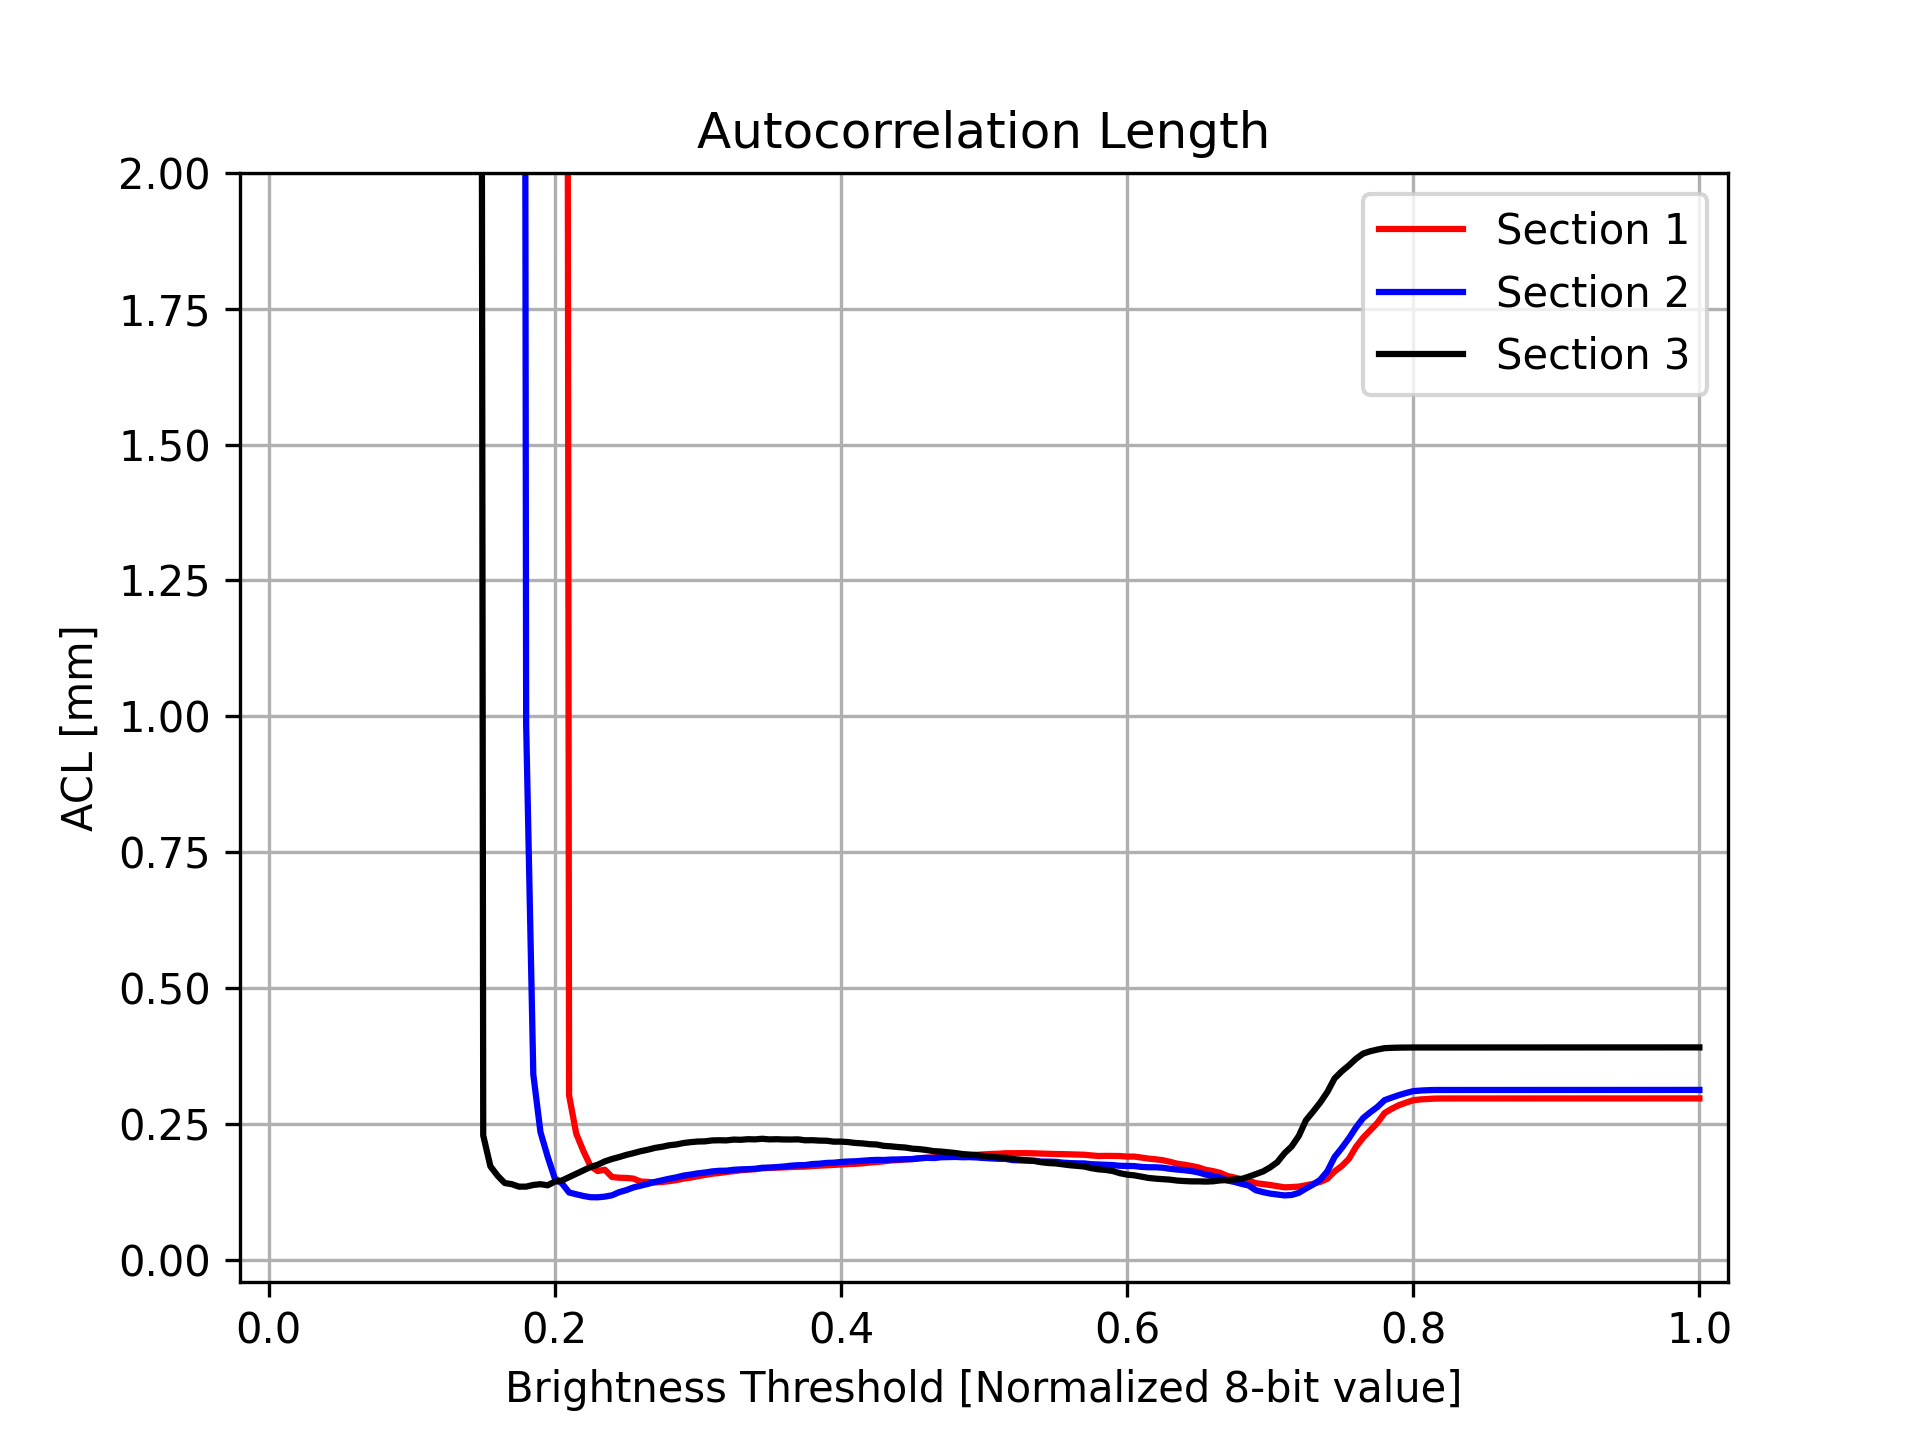 Autocorrelation Length
2.00
1.75
1.50
1.25
1.00
0.75
0.50
0.25
0.00
ACL [mm]
Section 1
Section 2
Section 3
0.0 0.2 0.4 0.6 0.8 1.0
Brightness Threshold [Normalized 8-bit value]